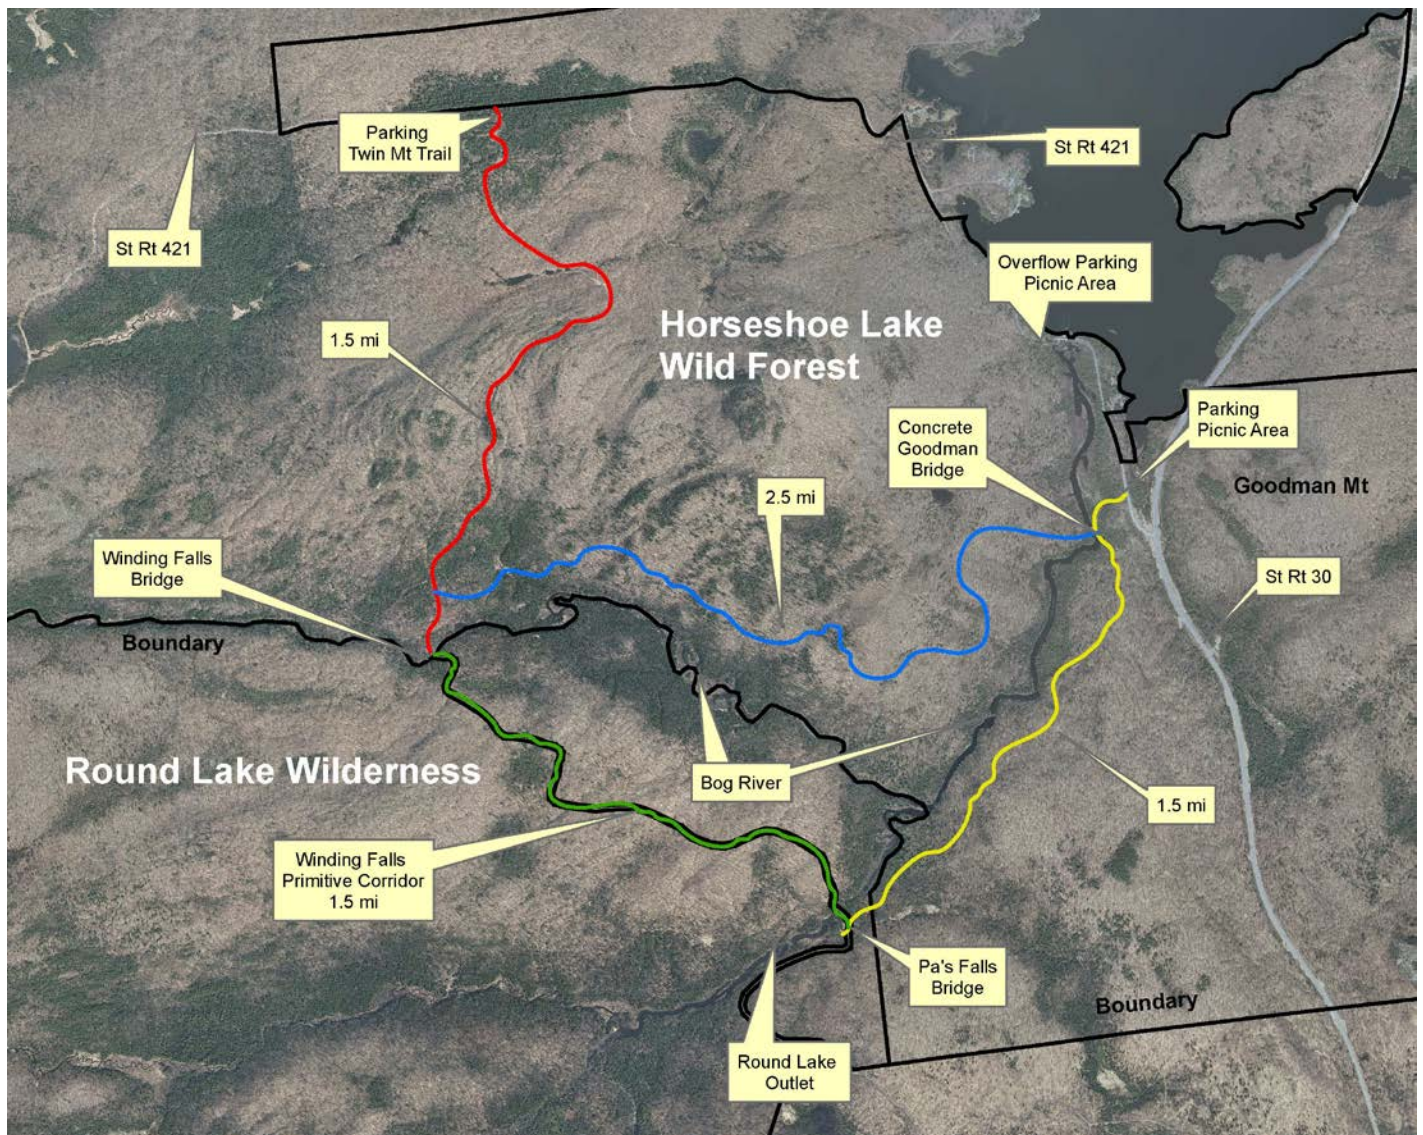 Parking
Twin Mt Trail
St Rt 421
St Rt 421
Overflow Parking
Picnic Area
1.5 mi
Horseshoe Lake
Wild Forest
Parking
Picnic Area
Concrete
Goodman
Bridge
Goodman Mt
2.5 mi
Winding Falls
Bridge
St Rt 30
Boundary
Round Lake Wilderness
Bog River
1.5 mi
Winding Falls
Primitive Corridor
1.5 mi
Pa's Falls
Bridge
Boundary
Round Lake
Outlet